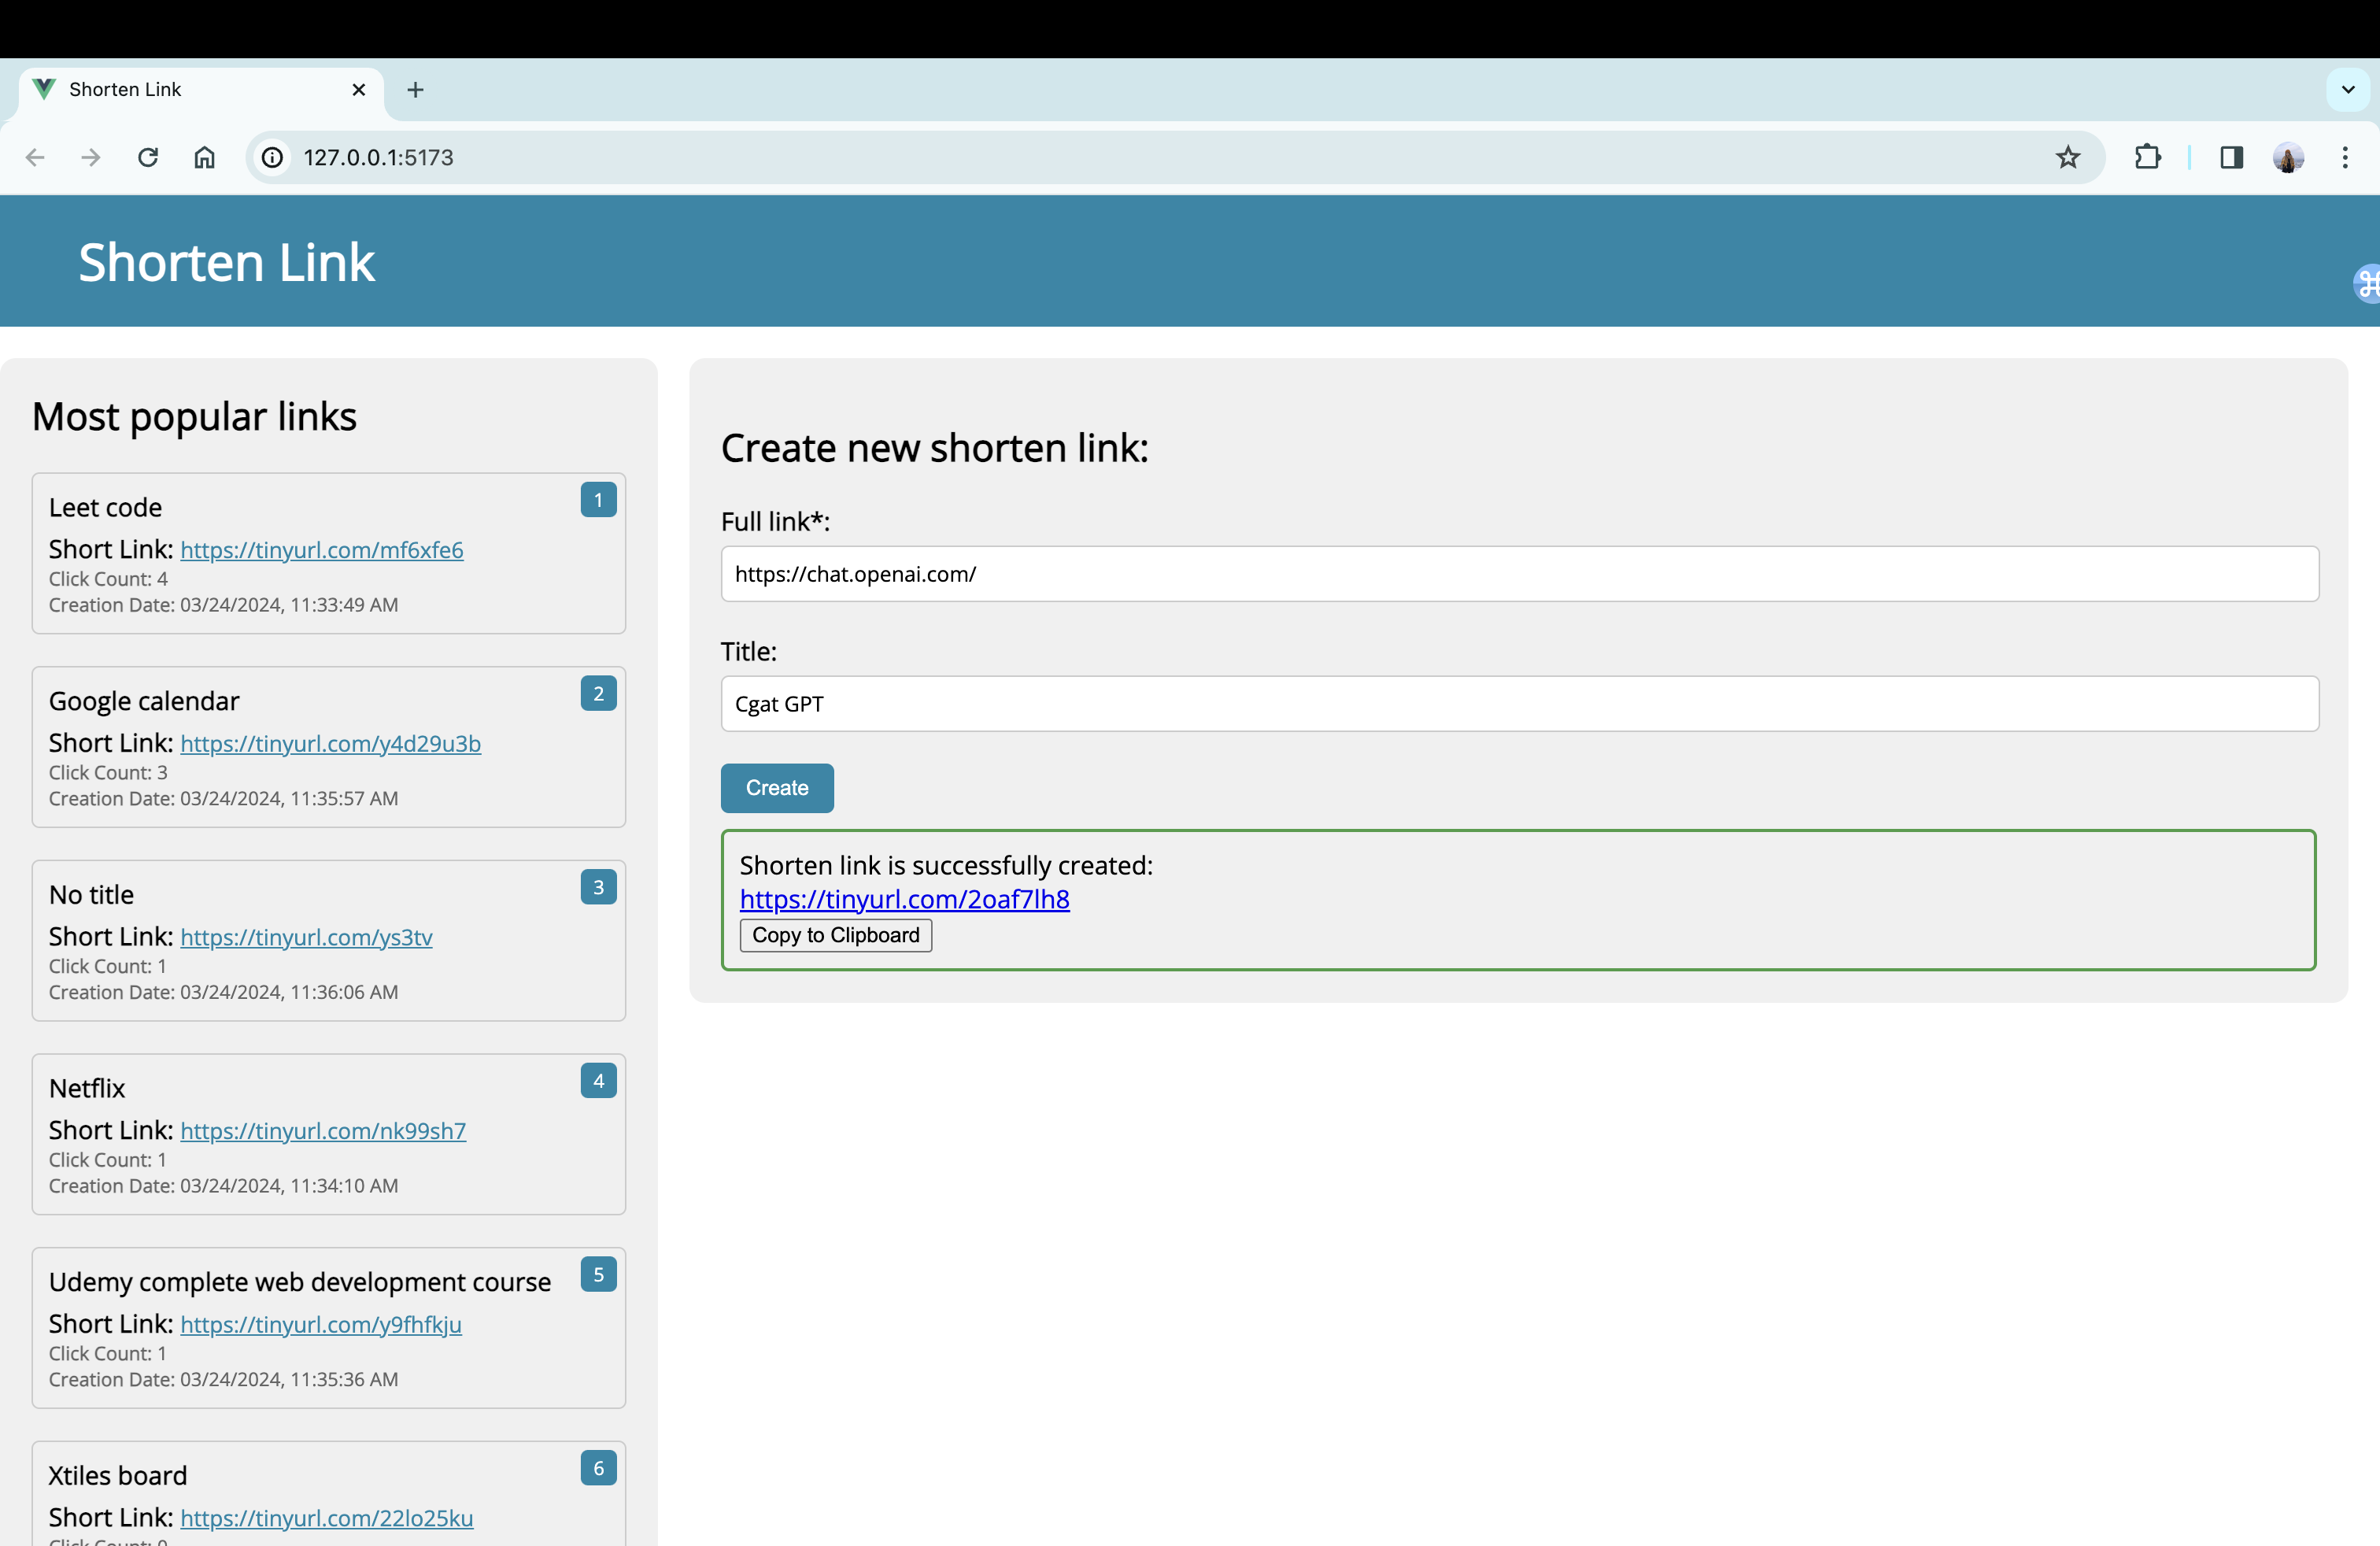 Shorten Link
127.0.0.1:5173
Shorten Link
Most popular links
Leet code
1
Short Link: https://tinyurl.com/mf6xfe6
Click Count: 4
Creation Date: 03/24/2024, 11:33:49 AM
Google calendar
2
Short Link: https://tinyurl.com/y4d29u3b
Click Count: 3
Creation Date: 03/24/2024, 11:35:57 AM
No title
3
Short Link: https://tinyurl.com/ys3tv
Click Count: 1
Creation Date: 03/24/2024, 11:36:06 AM
Netflix
4
Short Link: https://tinyurl.com/nk99sh7
Click Count: 1
Creation Date: 03/24/2024, 11:34:10 AM
Udemy complete web development course
5
Short Link: https://tinyurl.com/y9fhfkju
Click Count: 1
Creation Date: 03/24/2024, 11:35:36 AM
Xtiles board
6
Short Link: https://tinyurl.com/22lo25ku
Click Count: 0
Create new shorten link:
Full link*:
https://chat.openai.com/
Title:
Cgat GPT
Create
Shorten link is successfully created:
https://tinyurl.com/2oaf7lh8
Copy to Clipboard